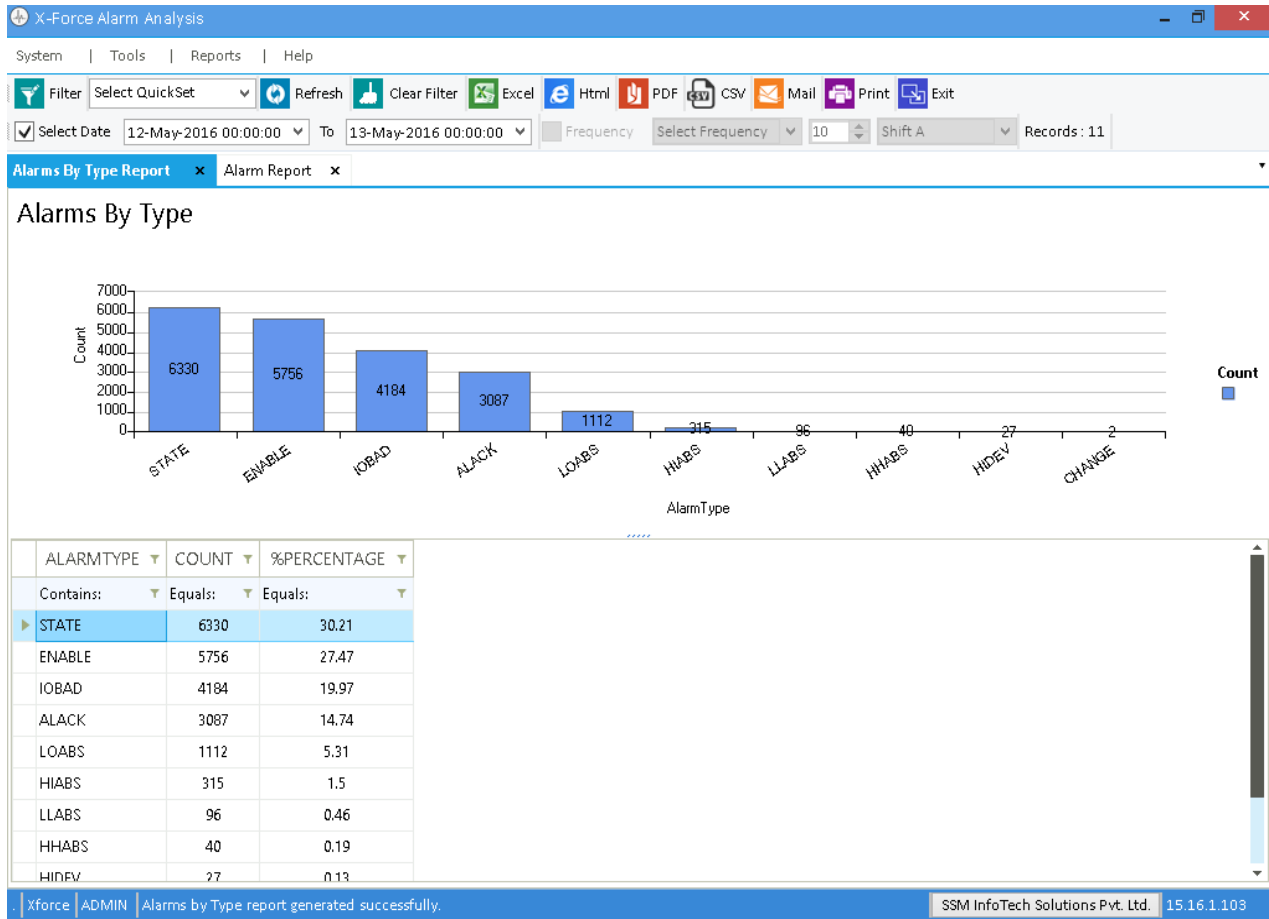 X-Force Alarm Analysis
System | Tools | Reports | Help
Filter Select QuickSet Refresh Clear Filter Excel Html PDF CSV Mail Print Exit
Select Date 12-May-2016 00:00:00 To 13-May-2016 00:00:00 Frequency Select Frequency 10 Shift A Records : 11
Alarms By Type Report x Alarm Report x
Alarms By Type
7000
6000
5000
4000
3000
2000
1000
0
Count
6330 5756 4184 3087 1112 315 96 40 27 2
STATE ENABLE IOBAD ALACK LOABS HIABS LLABS HHABS HIDEV CHANGE
AlarmType
Count
ALARMTYPE COUNT %PERCENTAGE
Contains: Equals: Equals:
STATE 6330 30.21
ENABLE 5756 27.47
IOBAD 4184 19.97
ALACK 3087 14.74
LOABS 1112 5.31
HIABS 315 1.5
LLABS 96 0.46
HHABS 40 0.19
HIDEV 27 0.13
. Xforce ADMIN Alarms by Type report generated successfully. SSM InfoTech Solutions Pvt. Ltd. 15.16.1.103